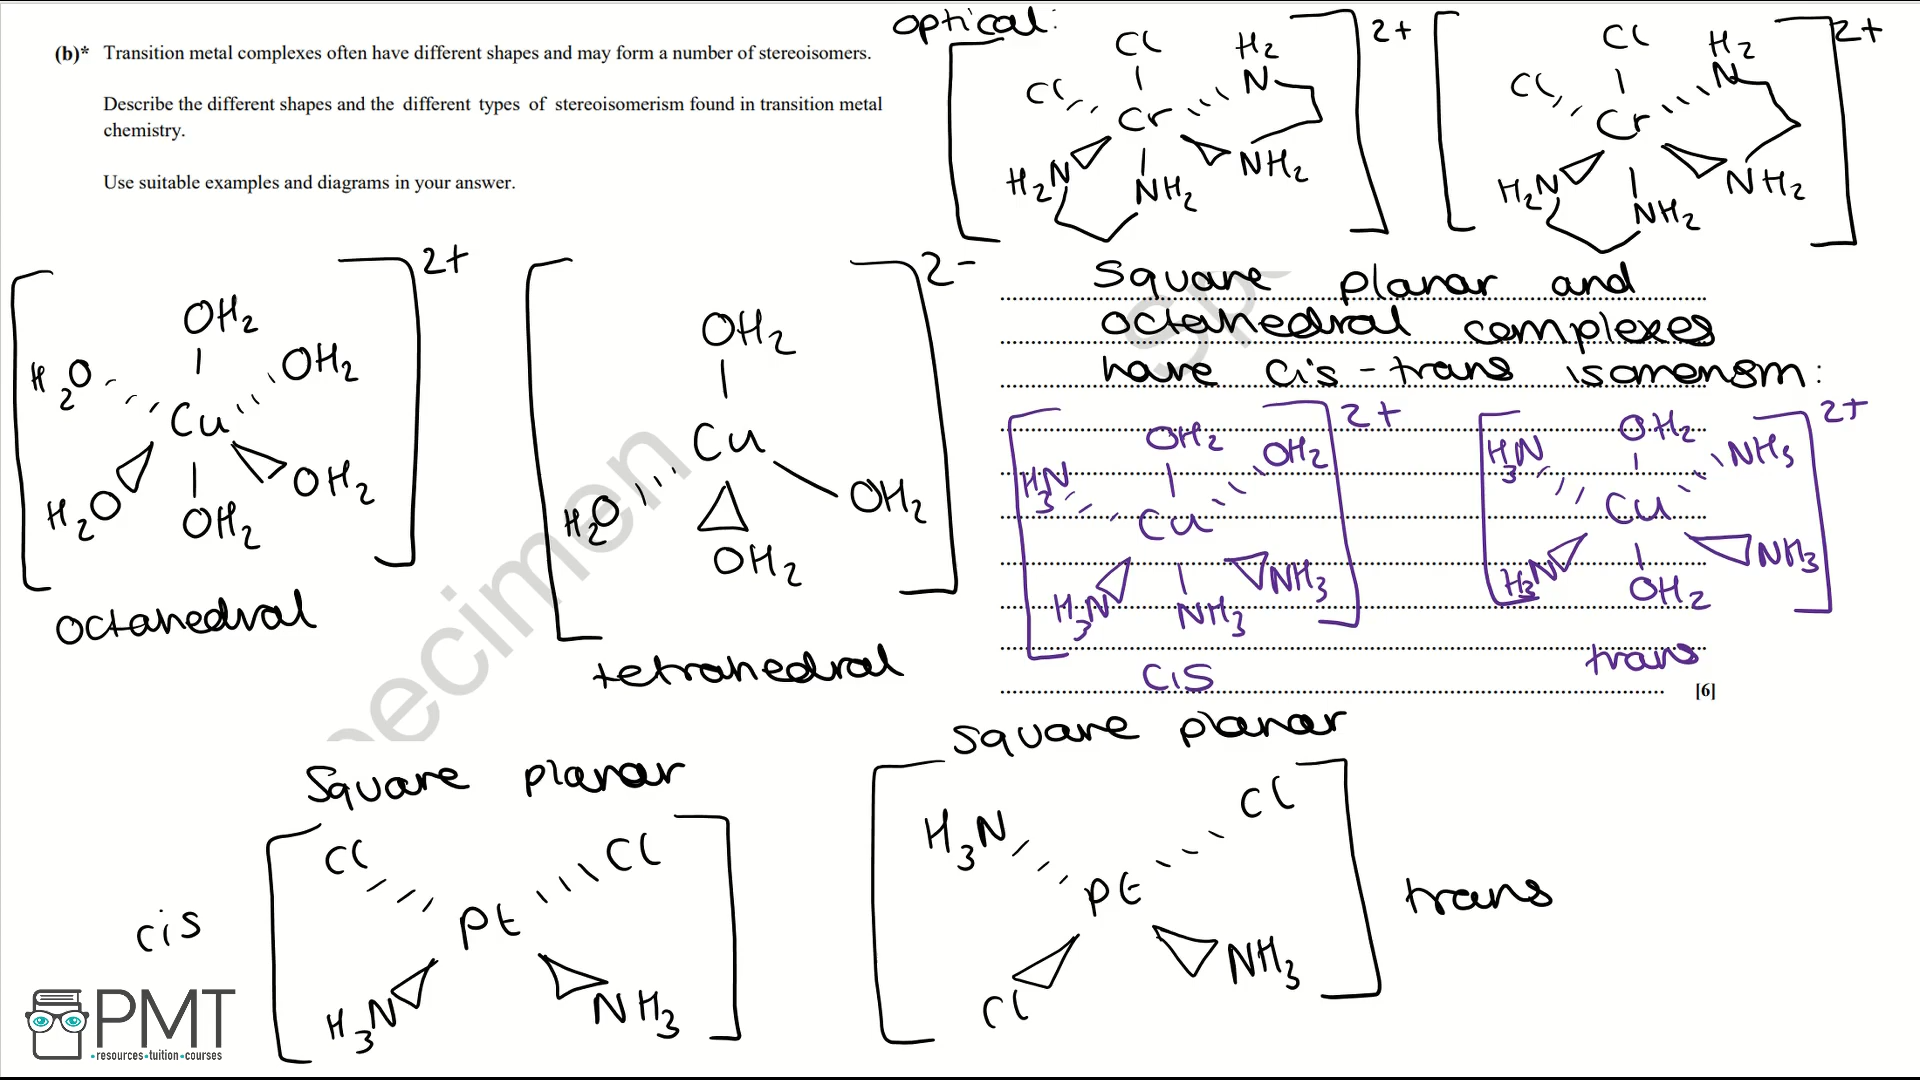 (b)* Transition metal complexes often have different shapes and may form a number of stereoisomers.
Describe the different shapes and the different types of stereoisomerism found in transition metal
chemistry.
Use suitable examples and diagrams in your answer.
optical:
2+
Cl
H2
Cl
Cr
N
H2N
NH2
NH2
2+
Cl
H2
Cl
Cr
N
H2N
NH2
NH2
2+
OH2
H2O
OH2
Cu
H2O
OH2
OH2
octahedral
2-
OH2
Cu
H2O
OH2
OH2
tetrahedral
Square planar and
octahedral complexes
have cis-trans isomerism:
2+
OH2
OH2
H3N
Cu
H3N
NH3
NH3
cis
2+
OH2
H3N
NH3
Cu
H3N
NH3
OH2
trans
[6]
specimen
Square planar
cis
Cl
Cl
Pt
H3N
NH3
Square planar
H3N
Cl
Pt
Cl
NH3
trans
PMT
•resources•tuition•courses